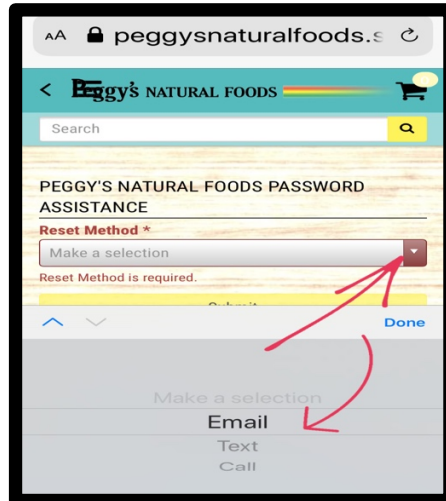 AA peggysnaturalfoods.s
Peggy's NATURAL FOODS
Search
PEGGY'S NATURAL FOODS PASSWORD
ASSISTANCE
Reset Method *
Make a selection
Reset Method is required.
Submit
Done
Make a selection
Email
Text
Call